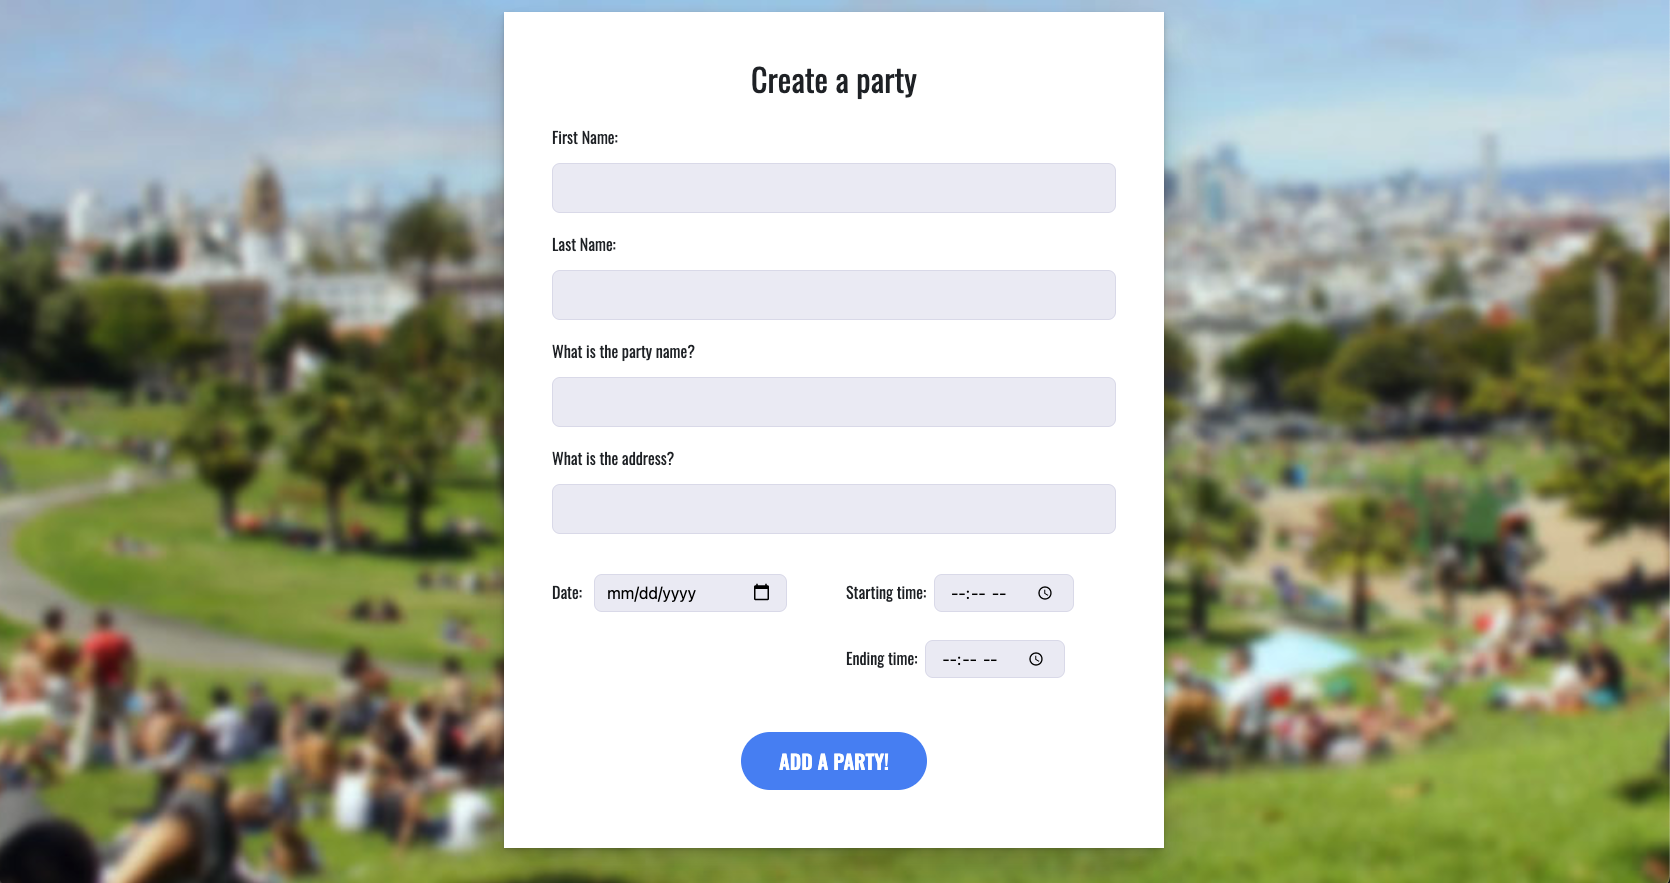 Create a party
First Name:
Last Name:
What is the party name?
What is the address?
Date: mm/dd/yyyy Starting time: --:-- --
Ending time: --:-- --
ADD A PARTY!